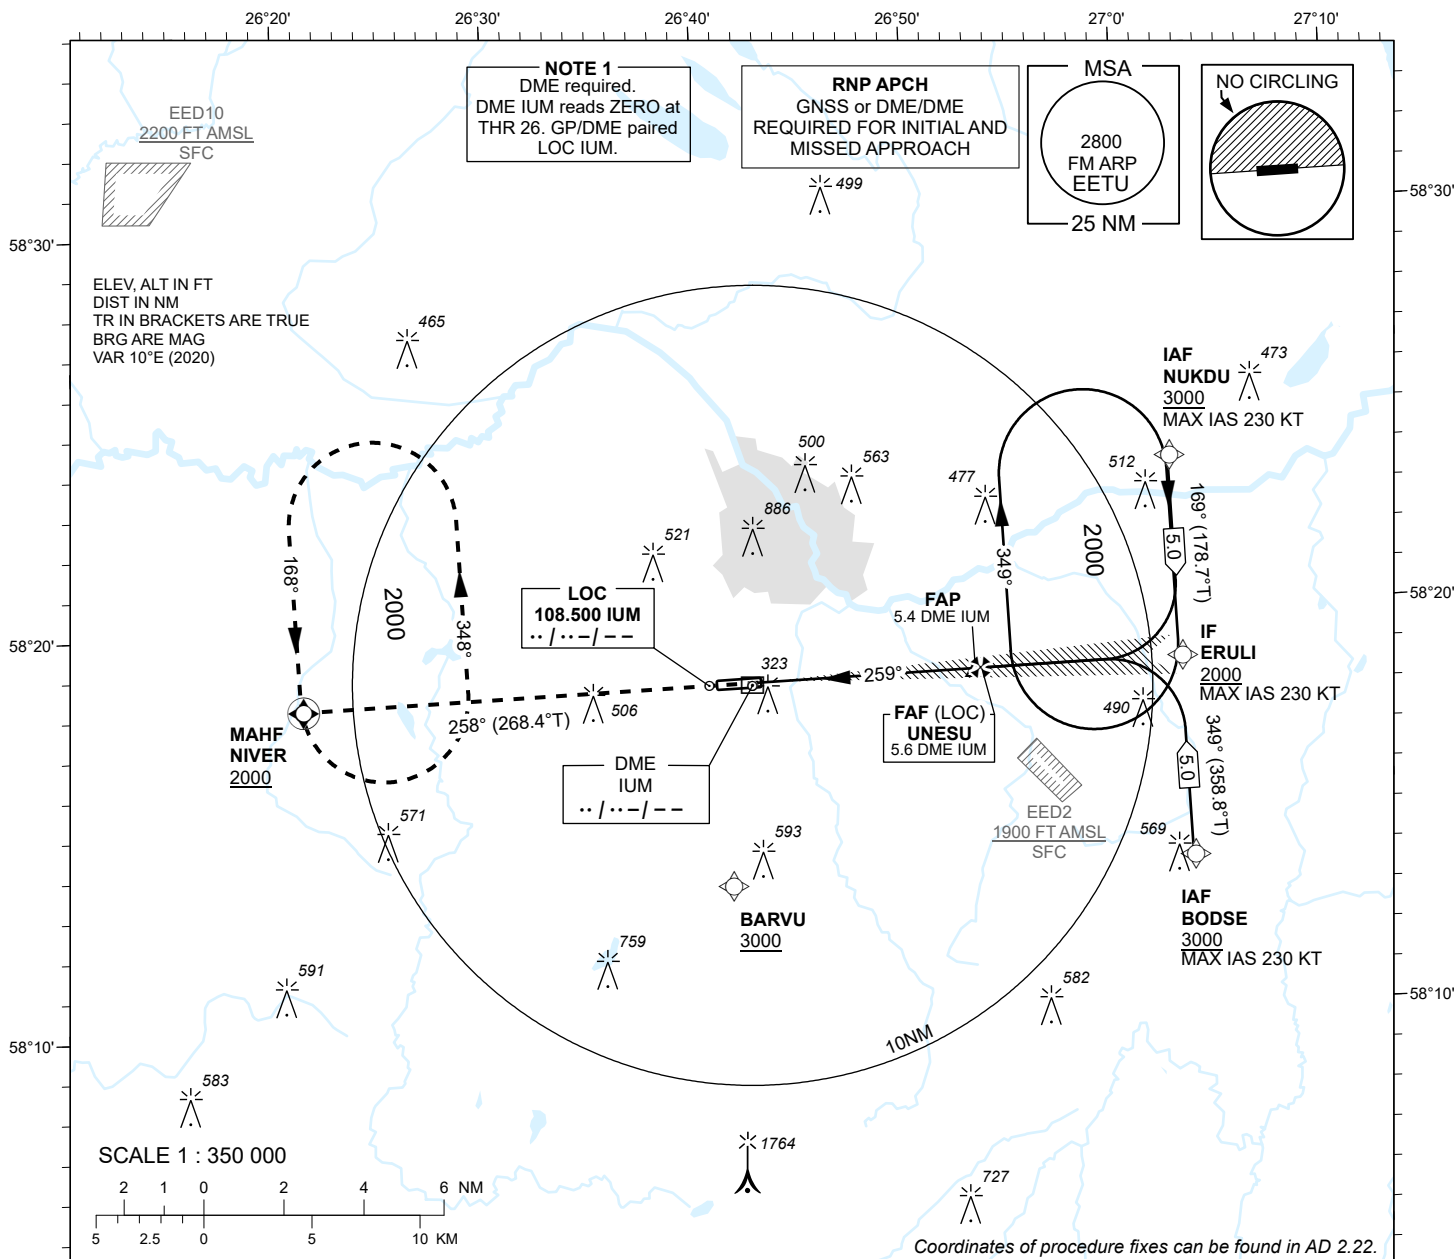 26°20'
26°30'
26°40'
26°50'
27°0'
27°10'
NOTE 1
DME required.
DME IUM reads ZERO at
THR 26. GP/DME paired
LOC IUM.
RNP APCH
GNSS or DME/DME
REQUIRED FOR INITIAL AND
MISSED APPROACH
MSA
2800
FM ARP
EETU
25 NM
NO CIRCLING
EED10
2200 FT AMSL
SFC
499
58°30'
58°30'
ELEV, ALT IN FT
DIST IN NM
TR IN BRACKETS ARE TRUE
BRG ARE MAG
VAR 10°E (2020)
465
IAF
NUKDU
3000
MAX IAS 230 KT
473
500
563
477
512
886
521
169° (178.7°T)
5.0
2000
349°
168°
2000
348°
LOC
108.500 IUM
·· / ··– / – –
FAP
5.4 DME IUM
58°20'
58°20'
IF
ERULI
2000
MAX IAS 230 KT
323
259°
506
258° (268.4°T)
490
FAF (LOC)
UNESU
5.6 DME IUM
MAHF
NIVER
2000
DME
IUM
·· / ··– / – –
349° (358.8°T)
5.0
EED2
1900 FT AMSL
SFC
571
593
569
BARVU
3000
IAF
BODSE
3000
MAX IAS 230 KT
759
591
582
58°10'
58°10'
10NM
583
1764
727
SCALE 1 : 350 000
2 1 0 2 4 6 NM
5 2.5 0 5 10 KM
Coordinates of procedure fixes can be found in AD 2.22.